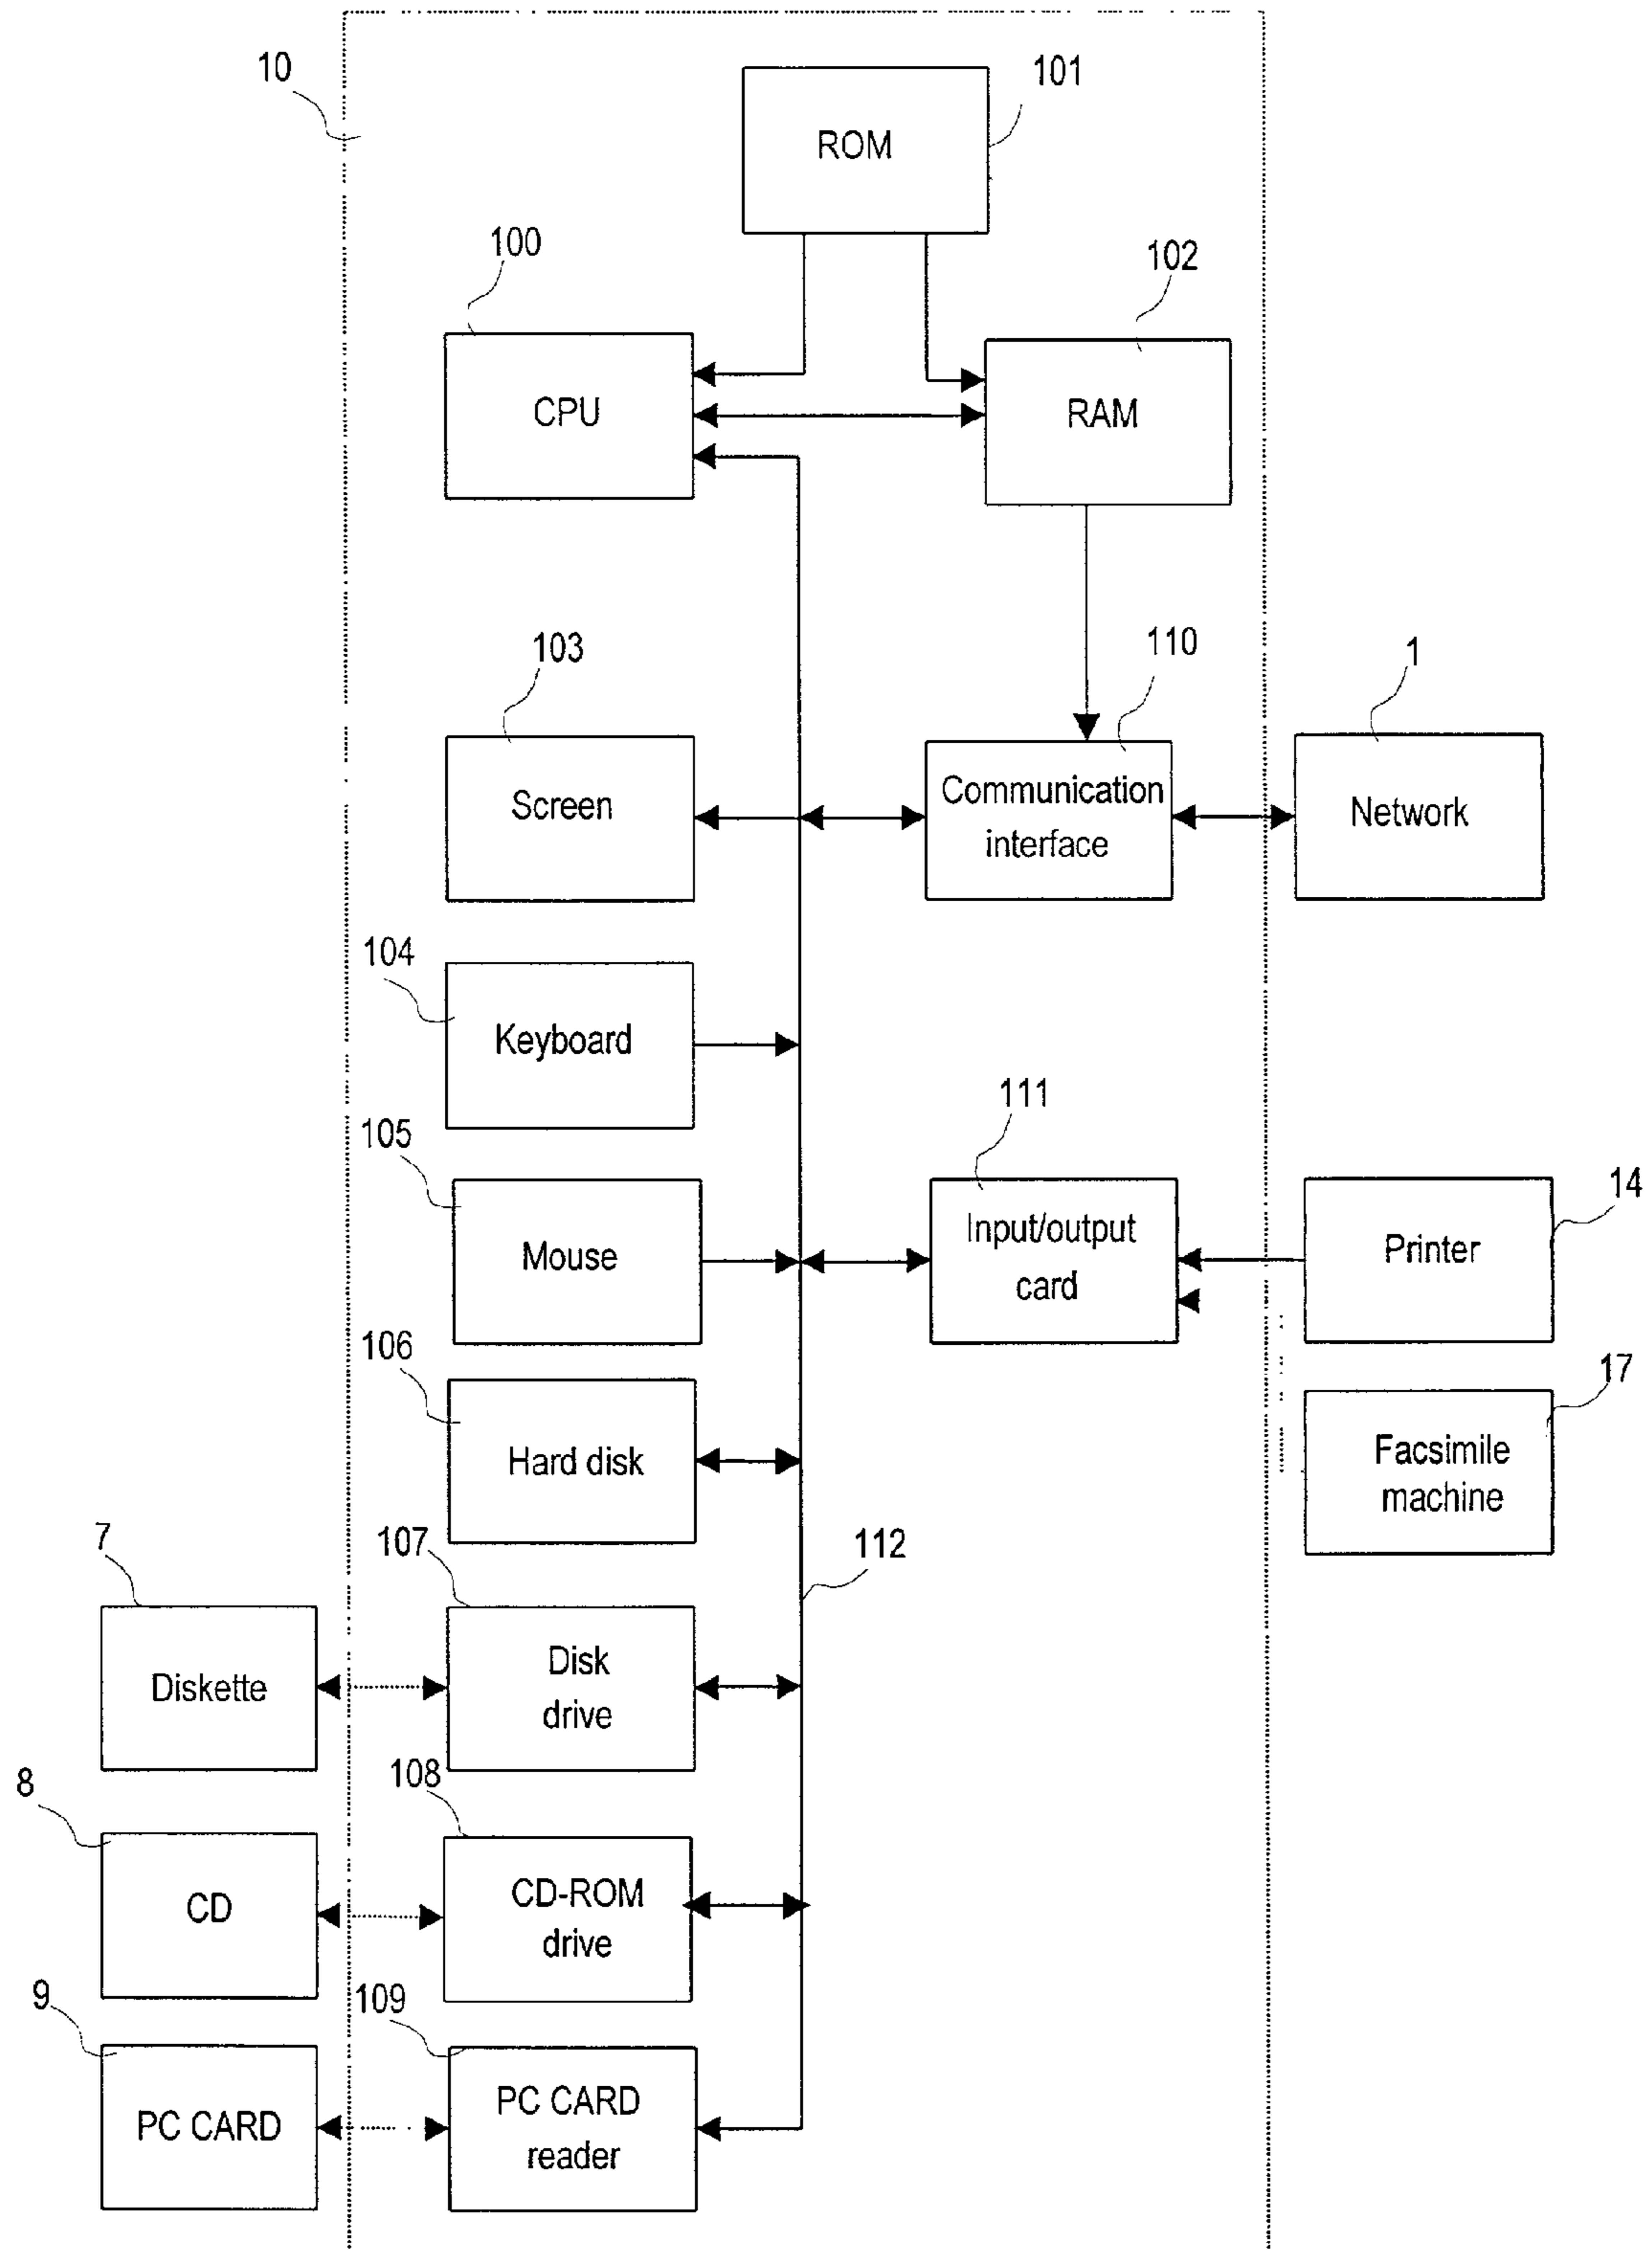 10
101
ROM
100
102
CPU
RAM
103
110
1
Screen
Communication
interface
Network
104
Keyboard
111
105
14
Mouse
Input/output
card
Printer
106
17
Hard disk
Facsimile
machine
7
107
112
Diskette
Disk
drive
8
108
CD
CD-ROM
drive
9
109
PC CARD
PC CARD
reader